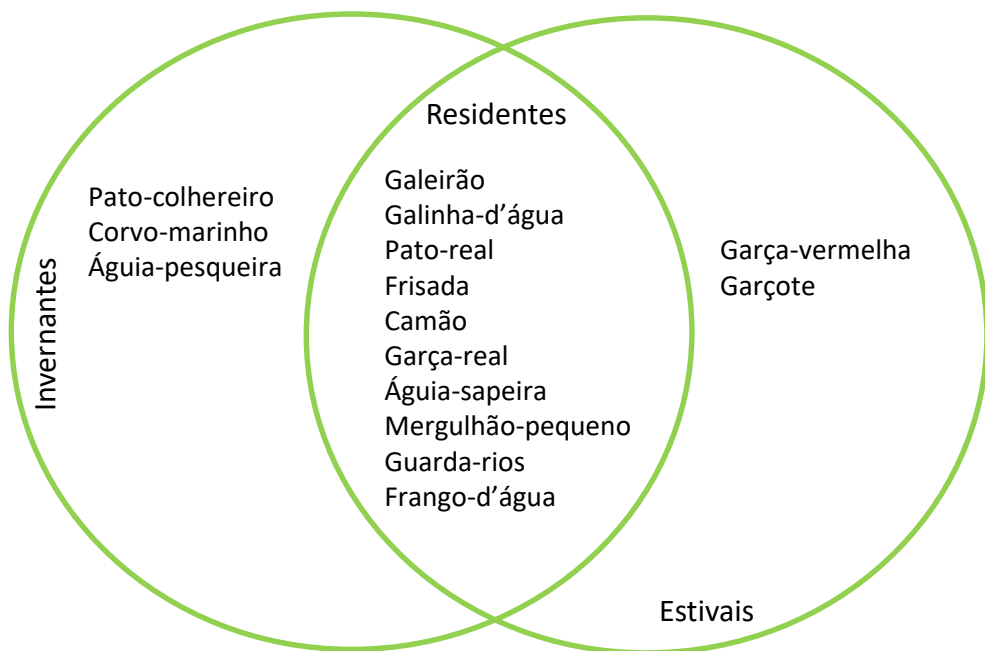 Invernantes
Pato-colhereiro
Corvo-marinho
Águia-pesqueira
Residentes
Galeirão
Galinha-d’água
Pato-real
Frisada
Camão
Garça-real
Águia-sapeira
Mergulhão-pequeno
Guarda-rios
Frango-d’água
Garça-vermelha
Garçote
Estivais